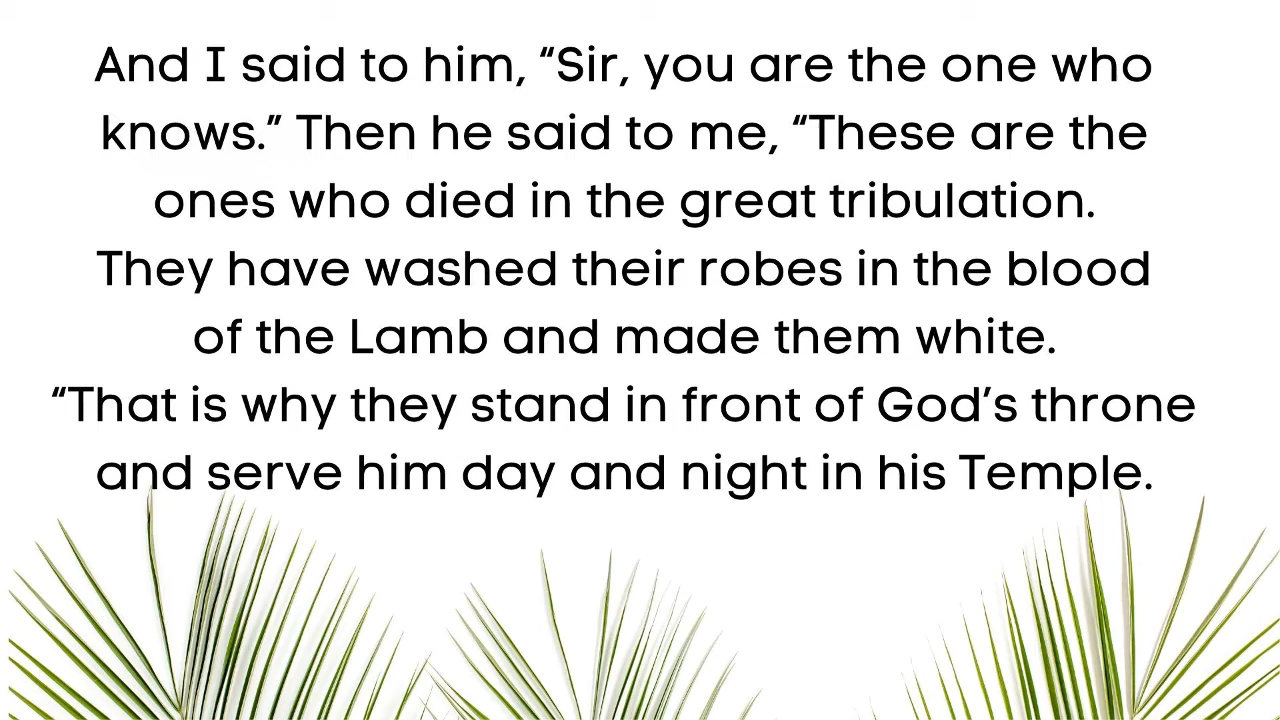 And I said to him, “Sir, you are the one who
knows.” Then he said to me, “These are the
ones who died in the great tribulation.
They have washed their robes in the blood
of the Lamb and made them white.
“That is why they stand in front of God’s throne
and serve him day and night in his Temple.